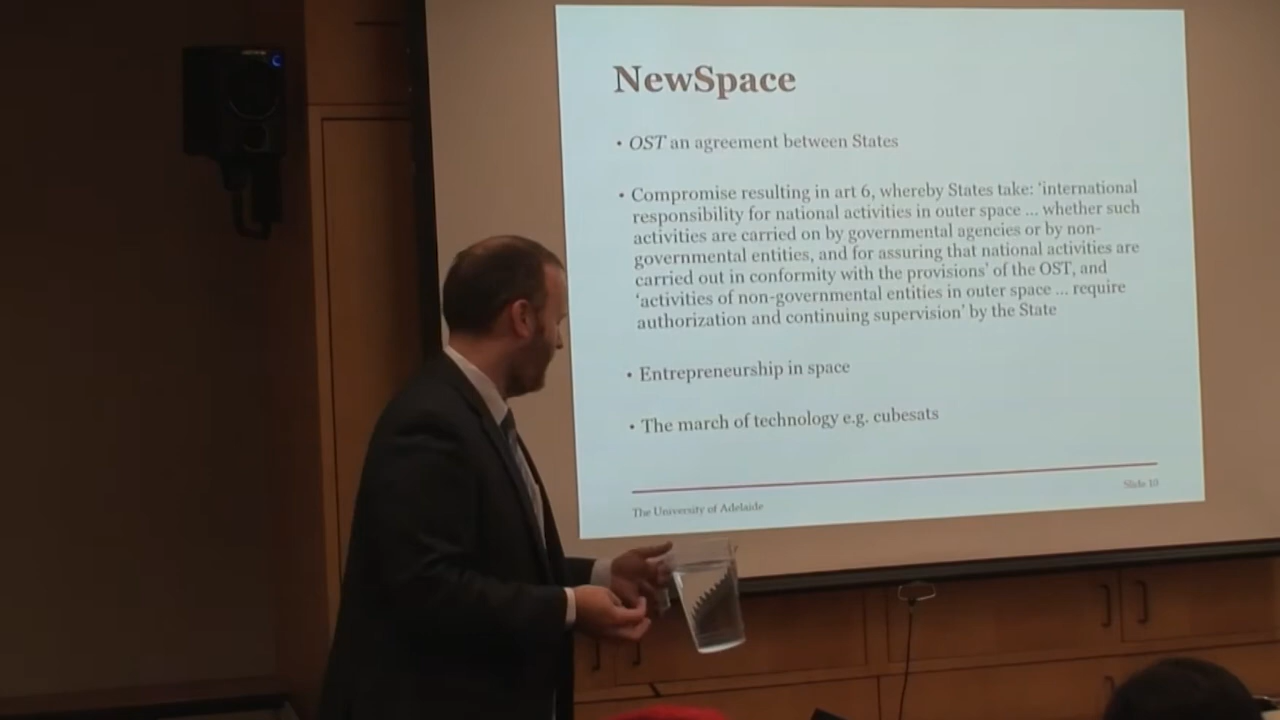 NewSpace
• OST an agreement between States
• Compromise resulting in art 6, whereby States take: ‘international
responsibility for national activities in outer space ... whether such
activities are carried on by governmental agencies or by non-
governmental entities, and for assuring that national activities are
carried out in conformity with the provisions’ of the OST, and
‘activities of non-governmental entities in outer space ... require
authorization and continuing supervision’ by the State
• Entrepreneurship in space
• The march of technology e.g. cubesats
The University of Adelaide
Slide 10